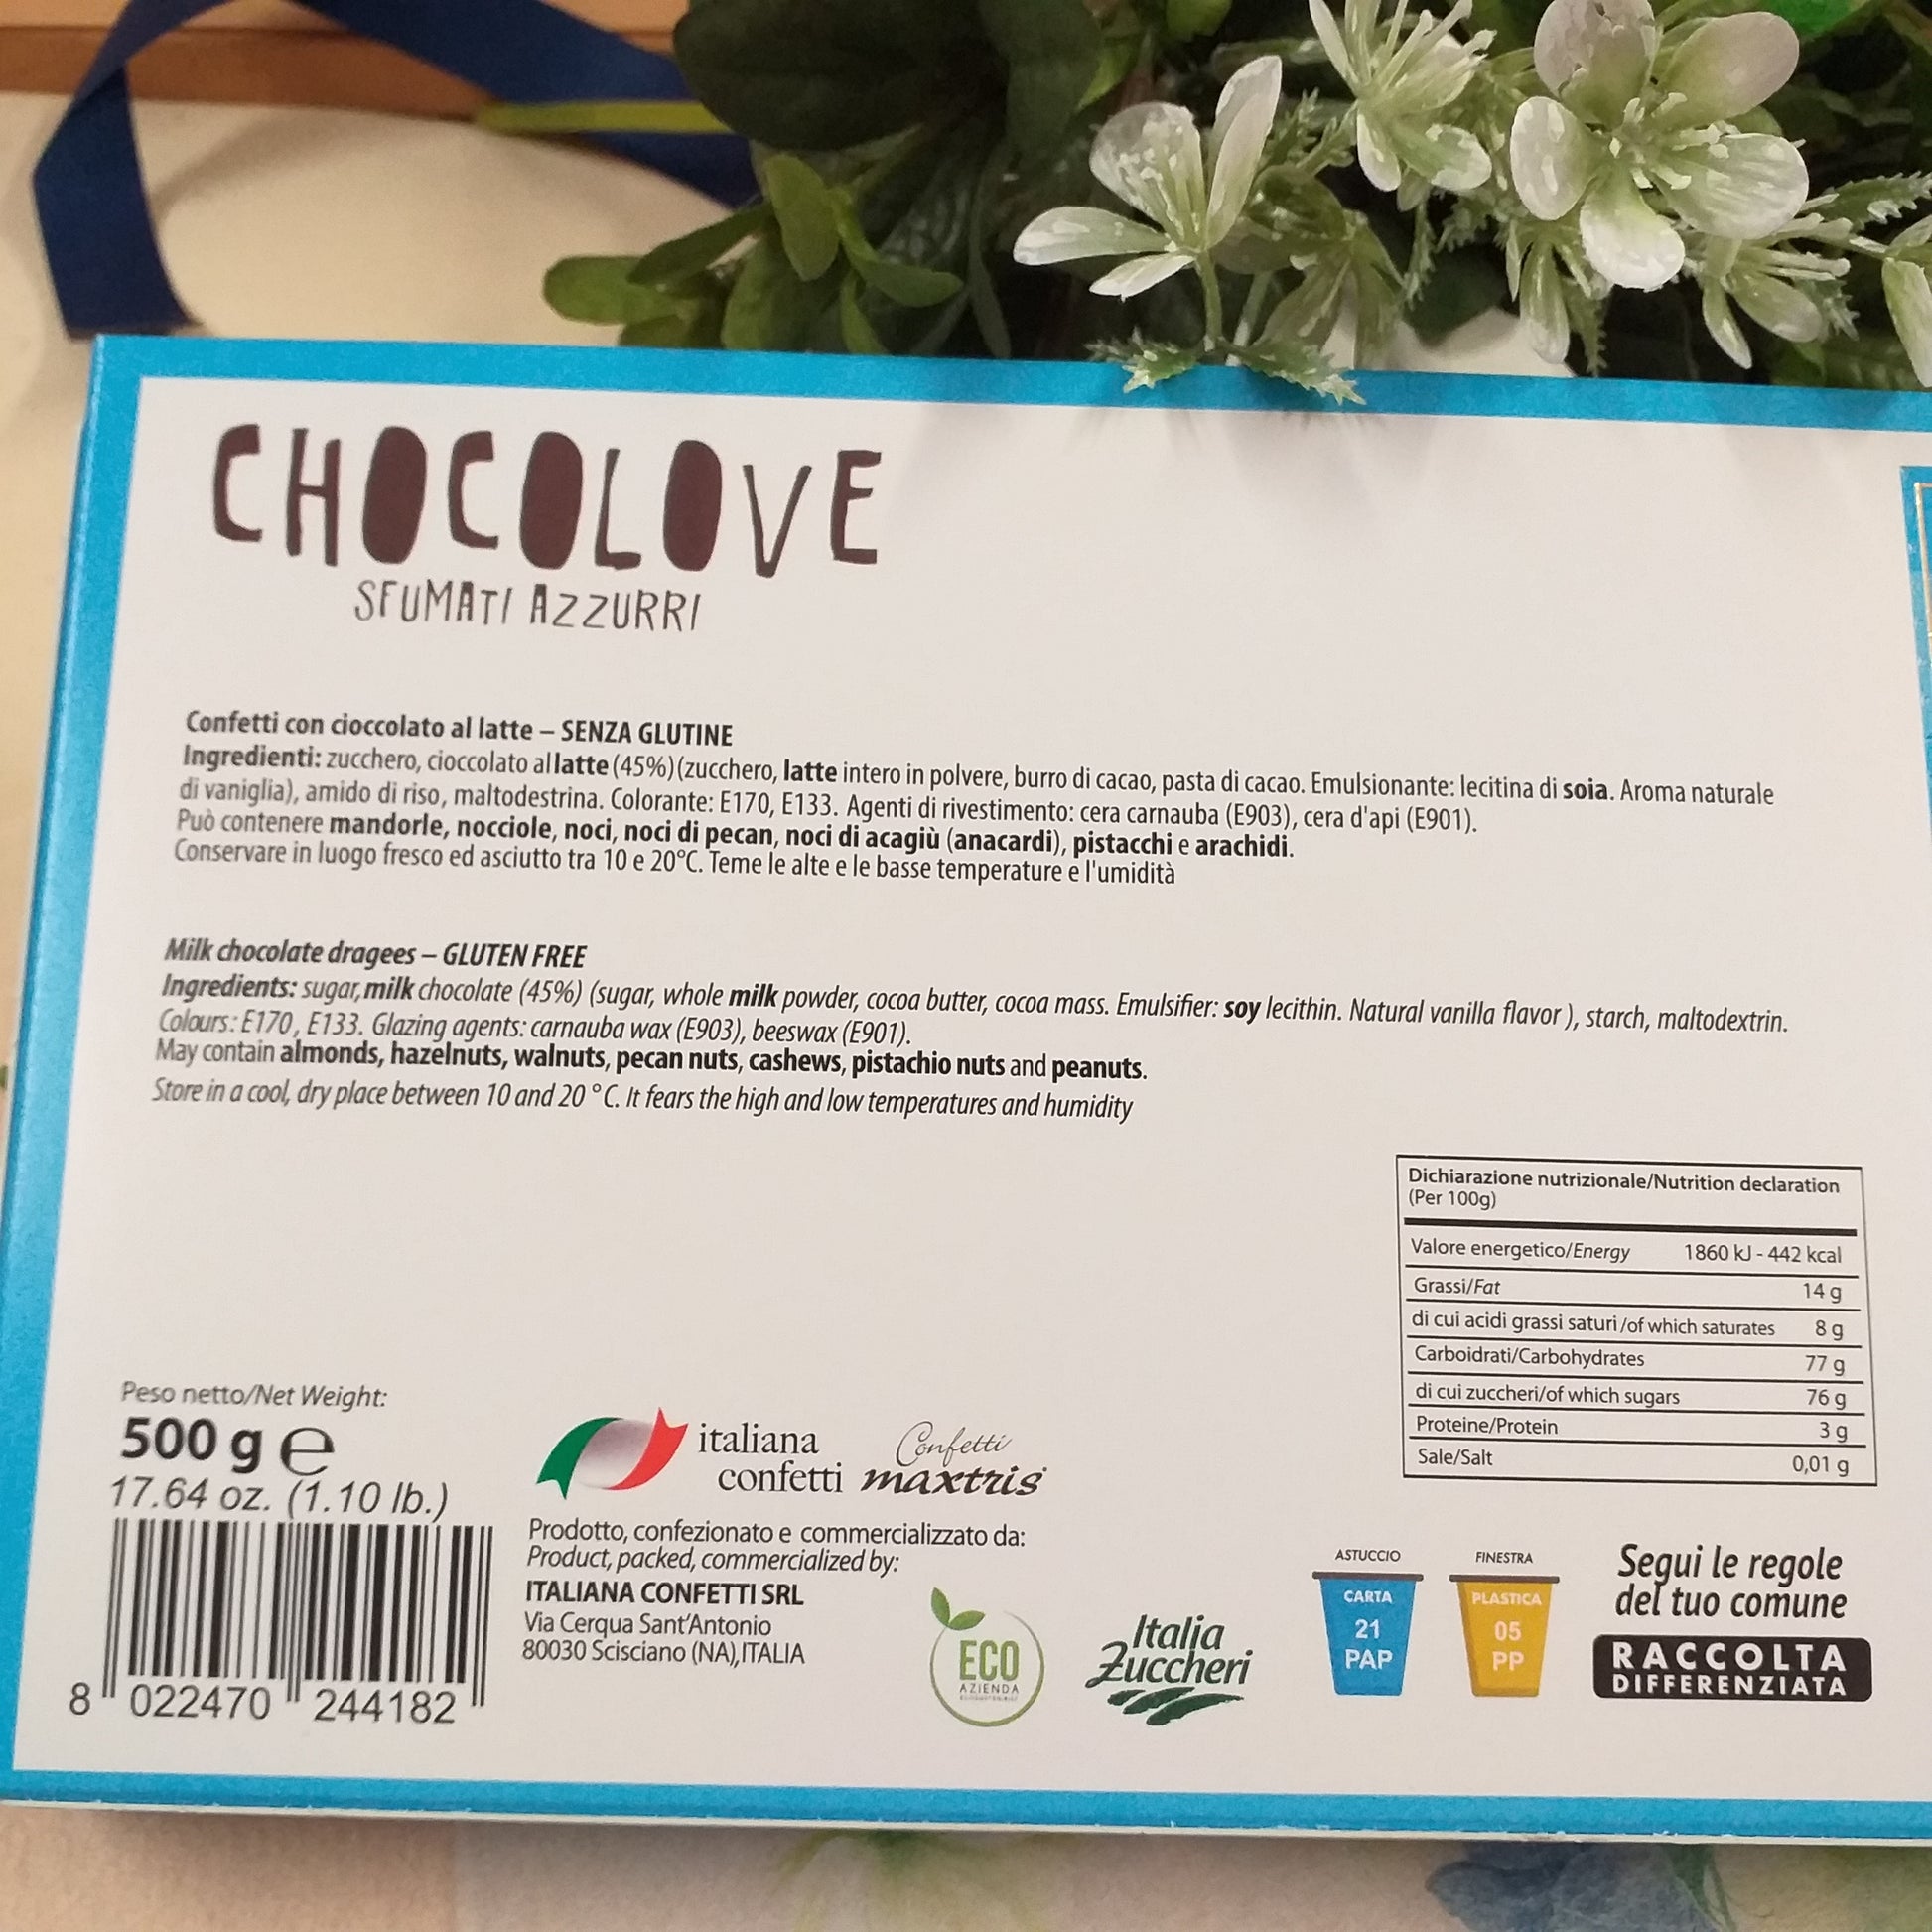 CHOCOLOVE
SFUMATI AZZURRI
Confetti con cioccolato al latte – SENZA GLUTINE
Ingredienti: zucchero, cioccolato al latte (45%) (zucchero, latte intero in polvere, burro di cacao, pasta di cacao. Emulsionante: lecitina di soia. Aroma naturale
di vaniglia), amido di riso, maltodestrina. Colorante: E170, E133. Agenti di rivestimento: cera carnauba (E903), cera d'api (E901).
Può contenere mandorle, nocciole, noci, noci di pecan, noci di acagiù (anacardi), pistacchi e arachidi.
Conservare in luogo fresco ed asciutto tra 10 e 20°C. Teme le alte e le basse temperature e l'umidità
Milk chocolate dragees – GLUTEN FREE
Ingredients: sugar, milk chocolate (45%) (sugar, whole milk powder, cocoa butter, cocoa mass. Emulsifier: soy lecithin. Natural vanilla flavor ), starch, maltodextrin.
Colours: E170, E133. Glazing agents: carnauba wax (E903), beeswax (E901).
May contain almonds, hazelnuts, walnuts, pecan nuts, cashews, pistachio nuts and peanuts.
Store in a cool, dry place between 10 and 20 °C. It fears the high and low temperatures and humidity
Dichiarazione nutrizionale/Nutrition declaration
(Per 100g)
Valore energetico/Energy 1860 kJ - 442 kcal
Grassi/Fat 14 g
di cui acidi grassi saturi /of which saturates 8 g
Carboidrati/Carbohydrates 77 g
di cui zuccheri/of which sugars 76 g
Proteine/Protein 3 g
Sale/Salt 0,01 g
Peso netto/Net Weight:
500 g e
17.64 oz. (1.10 lb.)
8 022470 244182
italiana
confetti
Confetti
maxtris
Prodotto, confezionato e commercializzato da:
Product, packed, commercialized by:
ITALIANA CONFETTI SRL
Via Cerqua Sant'Antonio
80030 Scisciano (NA),ITALIA
ECO
AZIENDA
Italia
Zuccheri
ASTUCCIO
CARTA
21
PAP
FINESTRA
PLASTICA
05
PP
Segui le regole
del tuo comune
RACCOLTA
DIFFERENZIATA